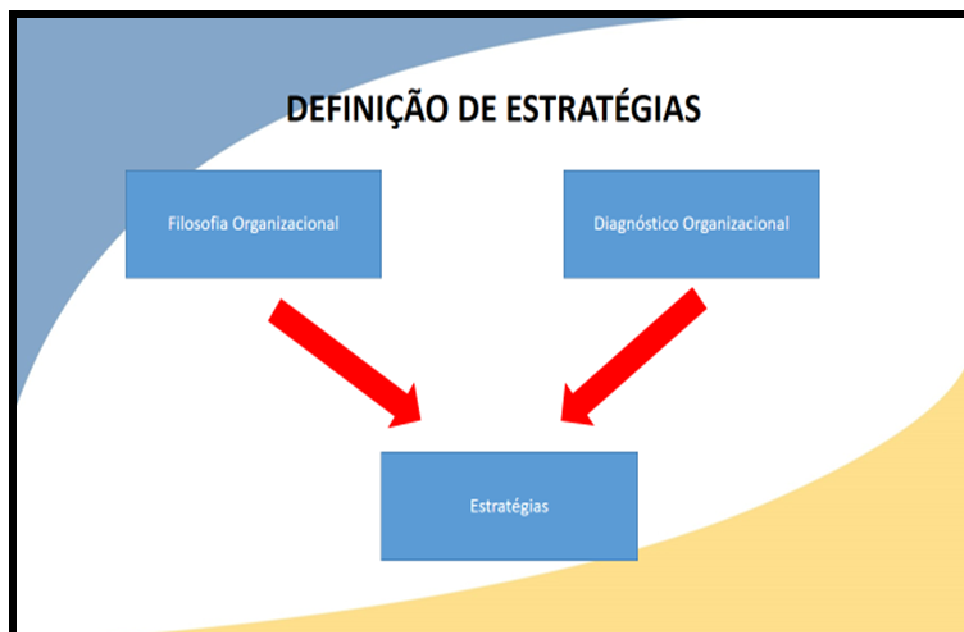 DEFINIÇÃO DE ESTRATÉGIAS
Filosofia Organizacional
Diagnóstico Organizacional
Estratégias